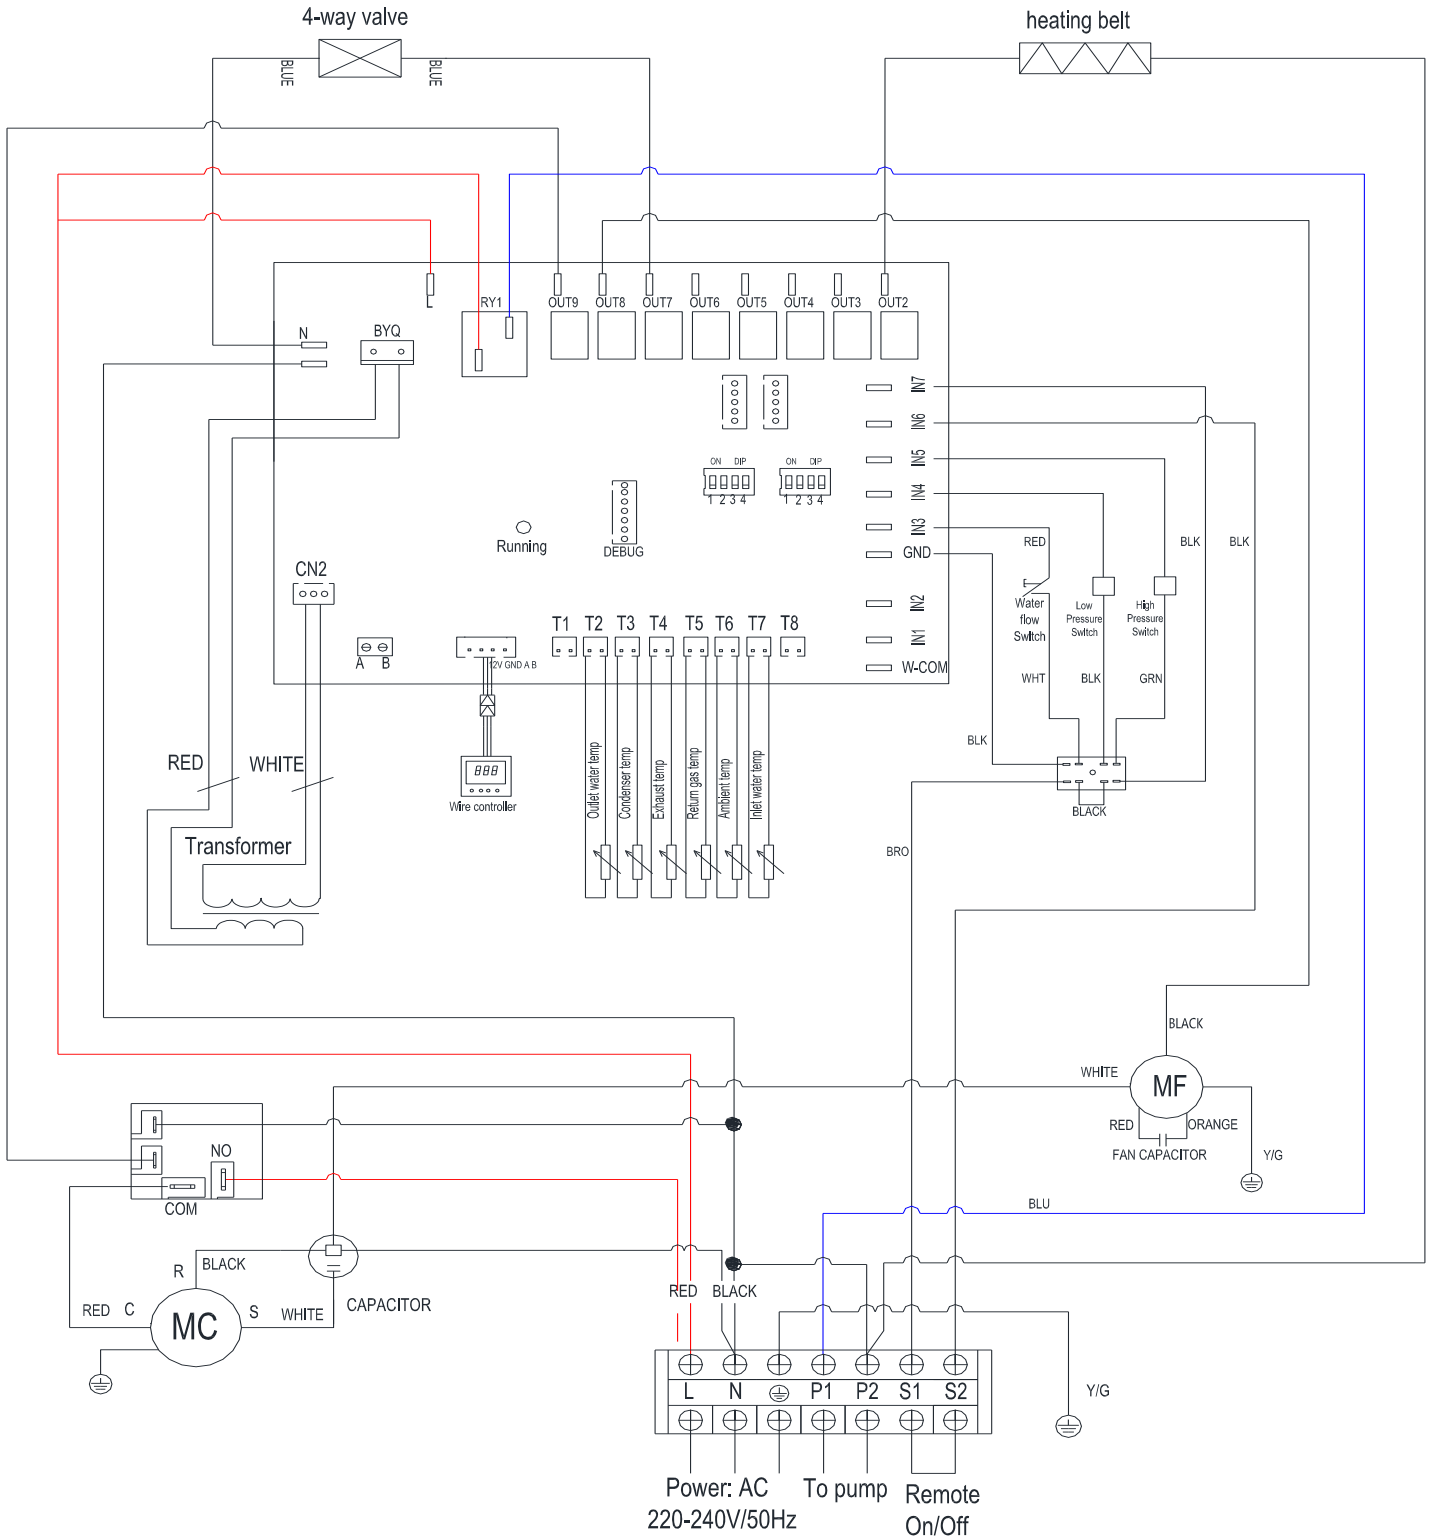 4-way valve
heating belt
BLUE
BLUE
L
RY1
OUT9
OUT8
OUT7
OUT6
OUT5
OUT4
OUT3
OUT2
N
BYQ
IN7
IN6
IN5
IN4
IN3
GND
IN2
IN1
W-COM
ON DIP
1 2 3 4
ON DIP
1 2 3 4
Running
DEBUG
CN2
A B
12V GND A B
T1 T2 T3 T4 T5 T6 T7 T8
RED
BLK
BLK
Water
flow
Switch
Low
Pressure
Switch
High
Pressure
Switch
WHT
BLK
GRN
BLK
BLACK
BRO
RED
WHITE
Transformer
888
Wire controller
Outlet water temp
Condenser temp
Exhaust temp
Return gas temp
Ambient temp
Inlet water temp
BLACK
WHITE
MF
RED
ORANGE
FAN CAPACITOR
Y/G
NO
COM
BLU
R
BLACK
RED C
MC
S
WHITE
CAPACITOR
RED
BLACK
L N P1 P2 S1 S2
Y/G
Power: AC
220-240V/50Hz
To pump
Remote
On/Off